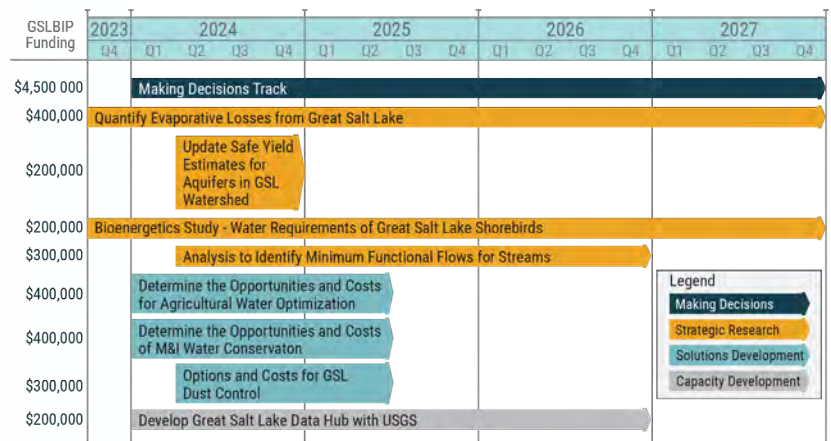 GSLBIP
Funding
2023 2024 2025 2026 2027
Q4 Q1 Q2 Q3 Q4 Q1 Q2 Q3 Q4 Q1 Q2 Q3 Q4 Q1 Q2 Q3 Q4
$4,500 000 Making Decisions Track
$400,000 Quantify Evaporative Losses from Great Salt Lake
$200,000
Update Safe Yield
Estimates for
Aquifers in GSL
Watershed
$200,000 Bioenergetics Study - Water Requirements of Great Salt Lake Shorebirds
$300,000 Analysis to Identify Minimum Functional Flows for Streams
$400,000
Determine the Opportunities and Costs
for Agricultural Water Optimization
$400,000
Determine the Opportunities and Costs
of M&I Water Conservaton
$300,000
Options and Costs for GSL
Dust Control
$200,000 Develop Great Salt Lake Data Hub with USGS
Legend
Making Decisions
Strategic Research
Solutions Development
Capacity Development